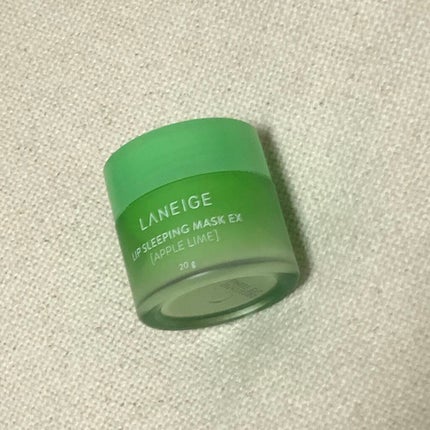 LANEIGE
LIP SLEEPING MASK EX
[APPLE LIME]
20 g